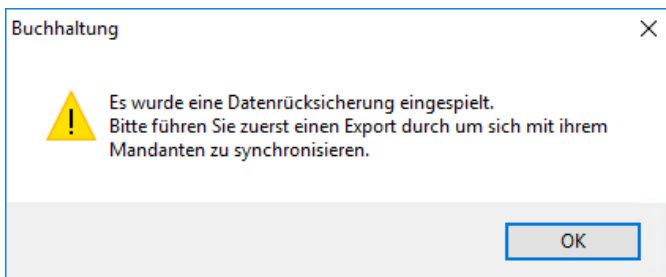 Buchhaltung
Es wurde eine Datenrücksicherung eingespielt.
Bitte führen Sie zuerst einen Export durch um sich mit ihrem
Mandanten zu synchronisieren.
OK